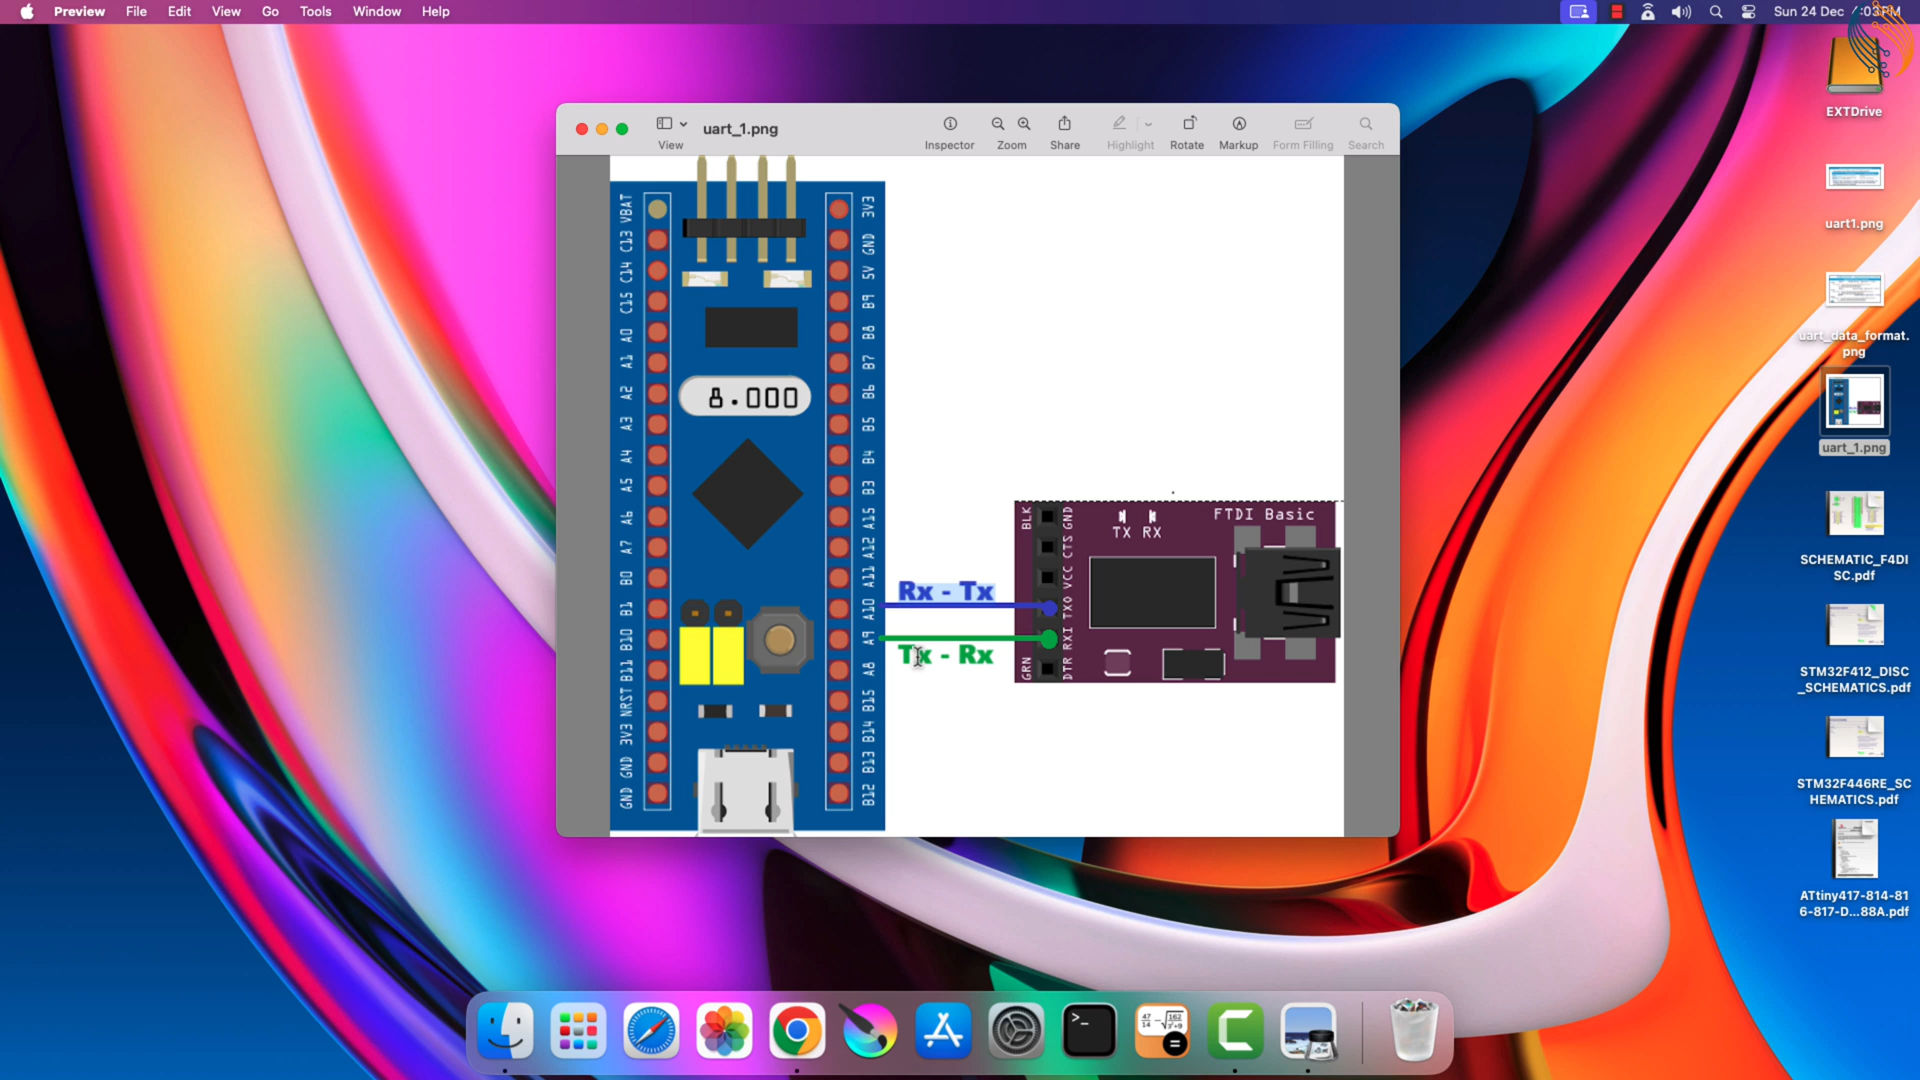 Preview File Edit View Go Tools Window Help
Sun 24 Dec
uart_1.png
View
Inspector Zoom Share Highlight Rotate Markup Form Filling Search
VBAT
C13
C14
C15
A0
A1
A2
A3
A4
A5
A6
A7
B0
B1
B10
B11
NRST
3V3
GND
GND
8.000
3V3
GND
5V
B9
B8
B7
B6
B5
B4
B3
A15
A12
A11
A10
A9
A8
B15
B14
B13
B12
Rx - Tx
Tx - Rx
BLK
GRN
GND
CTS
VCC
TXO
RXI
DTR
TX RX
FTDI Basic
EXTDrive
uart1.png
uart_data_format.
png
uart_1.png
SCHEMATIC_F4DI
SC.pdf
STM32F412_DISC
_SCHEMATICS.pdf
STM32F446RE_SC
HEMATICS.pdf
ATtiny417-814-81
6-817-D...88A.pdf